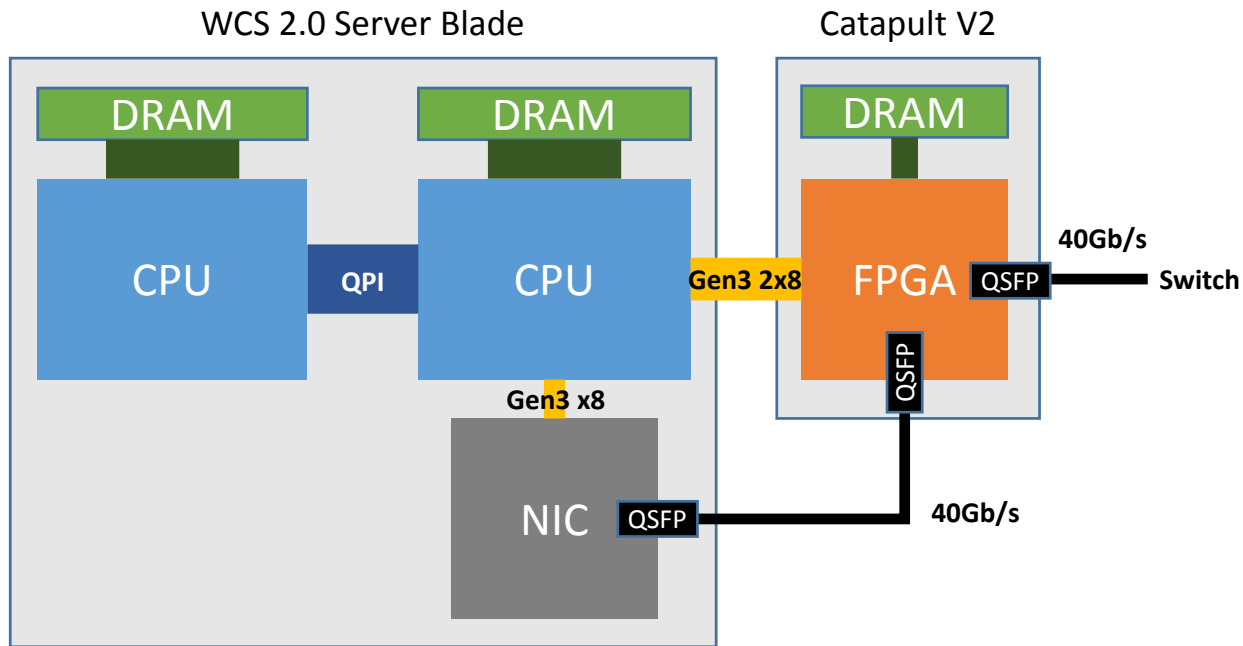 WCS 2.0 Server Blade
Catapult V2
DRAM
DRAM
DRAM
CPU
QPI
CPU
Gen3 2x8
FPGA
QSFP
40Gb/s
Switch
QSFP
Gen3 x8
NIC
QSFP
40Gb/s